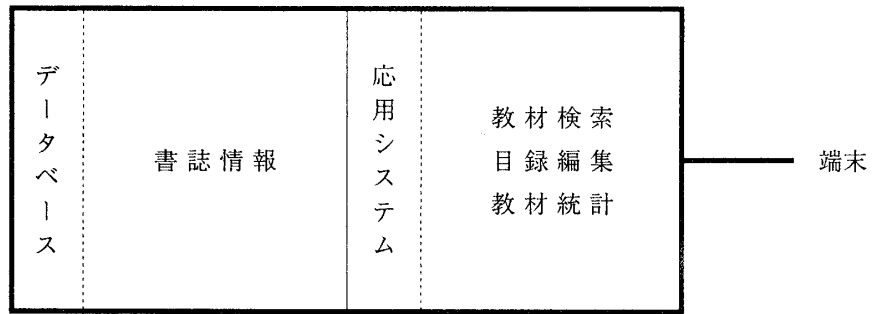 データベース
書誌情報
応用システム
教材検索
目録編集
教材統計
端末